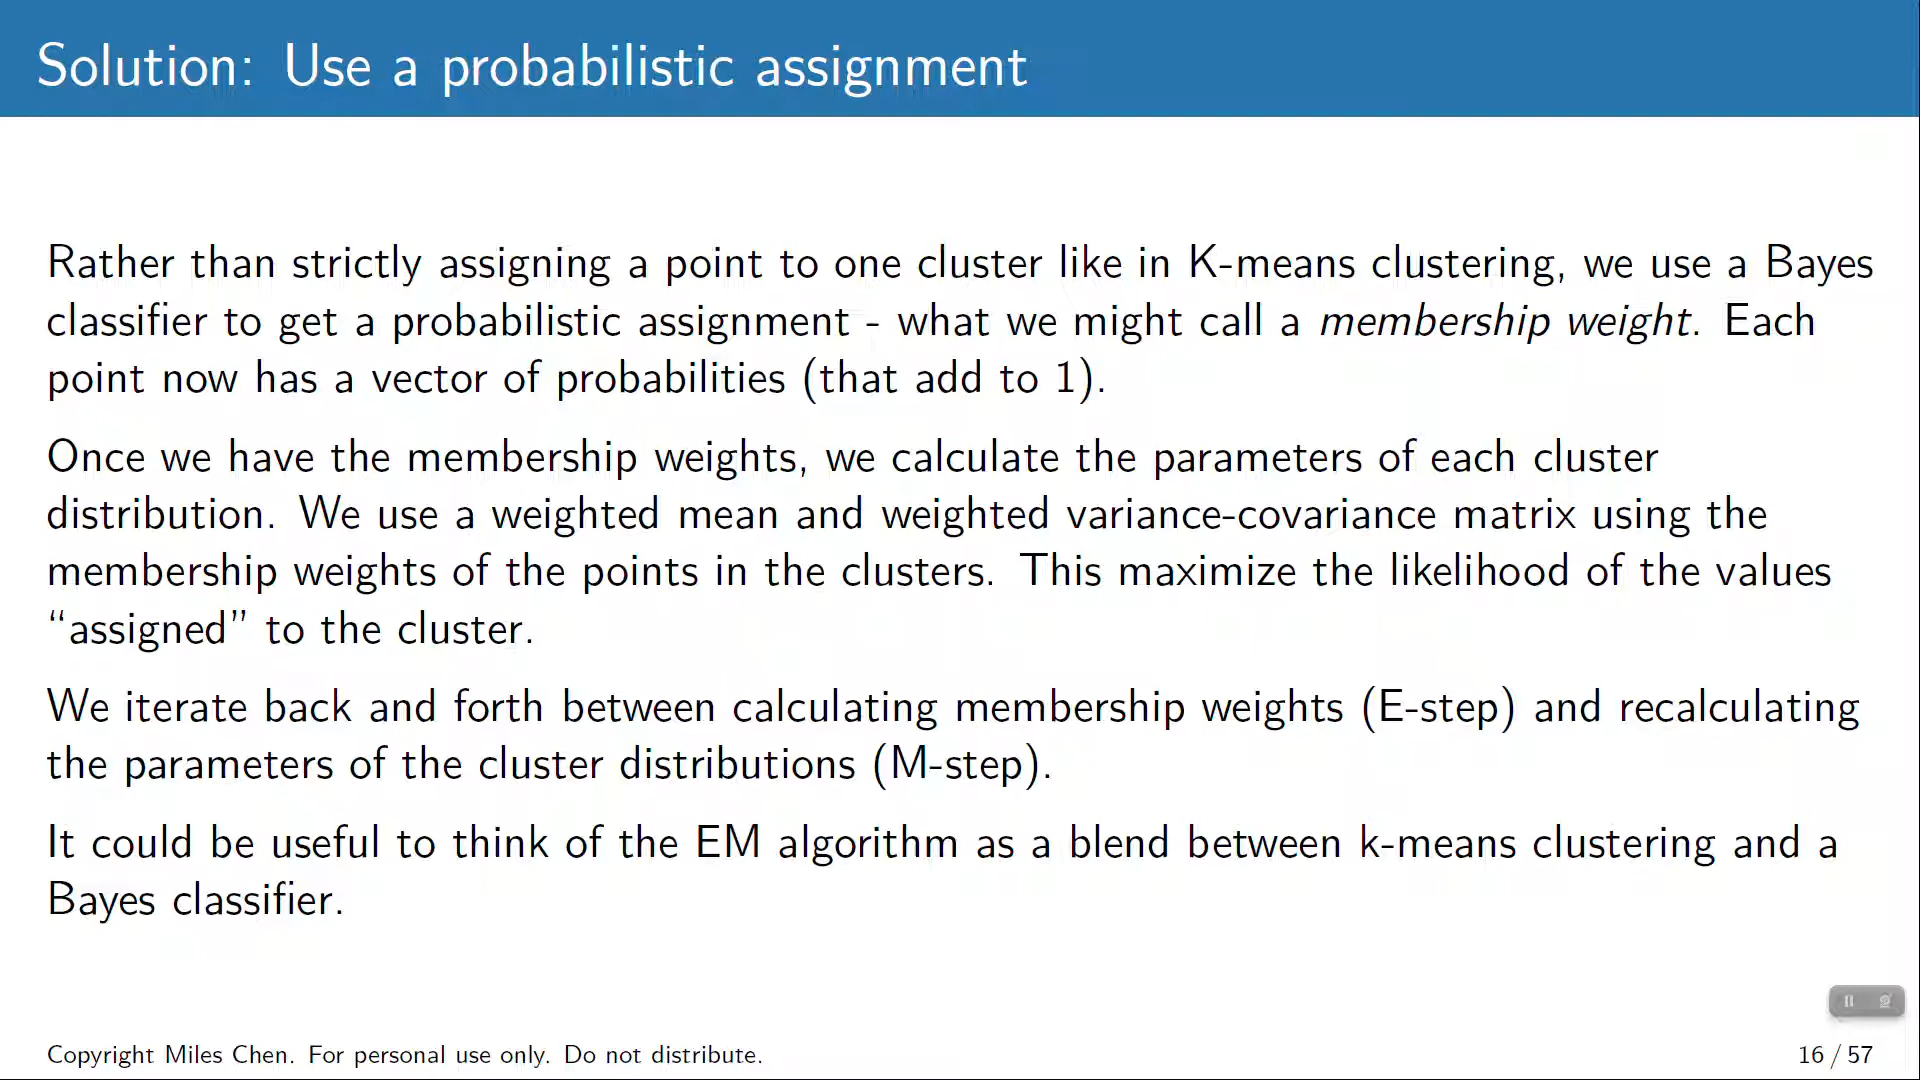 Solution: Use a probabilistic assignment
Rather than strictly assigning a point to one cluster like in K-means clustering, we use a Bayes
classifier to get a probabilistic assignment - what we might call a membership weight. Each
point now has a vector of probabilities (that add to 1).
Once we have the membership weights, we calculate the parameters of each cluster
distribution. We use a weighted mean and weighted variance-covariance matrix using the
membership weights of the points in the clusters. This maximize the likelihood of the values
“assigned” to the cluster.
We iterate back and forth between calculating membership weights (E-step) and recalculating
the parameters of the cluster distributions (M-step).
It could be useful to think of the EM algorithm as a blend between k-means clustering and a
Bayes classifier.
Copyright Miles Chen. For personal use only. Do not distribute.
16 / 57